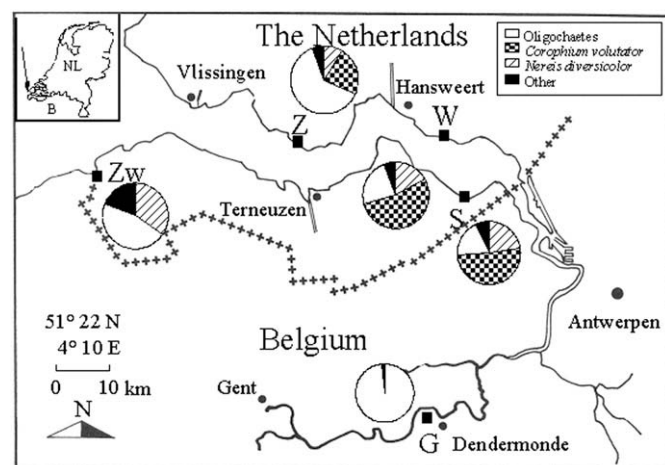 The Netherlands
NL
B
Oligochaetes
Corophium volutator
Nereis diversicolor
Other
Vlissingen
Hansweert
Z
W
Zw
Terneuzen
S
51° 22 N
4° 10 E
0 10 km
N
Belgium
Antwerpen
Gent
G
Dendermonde